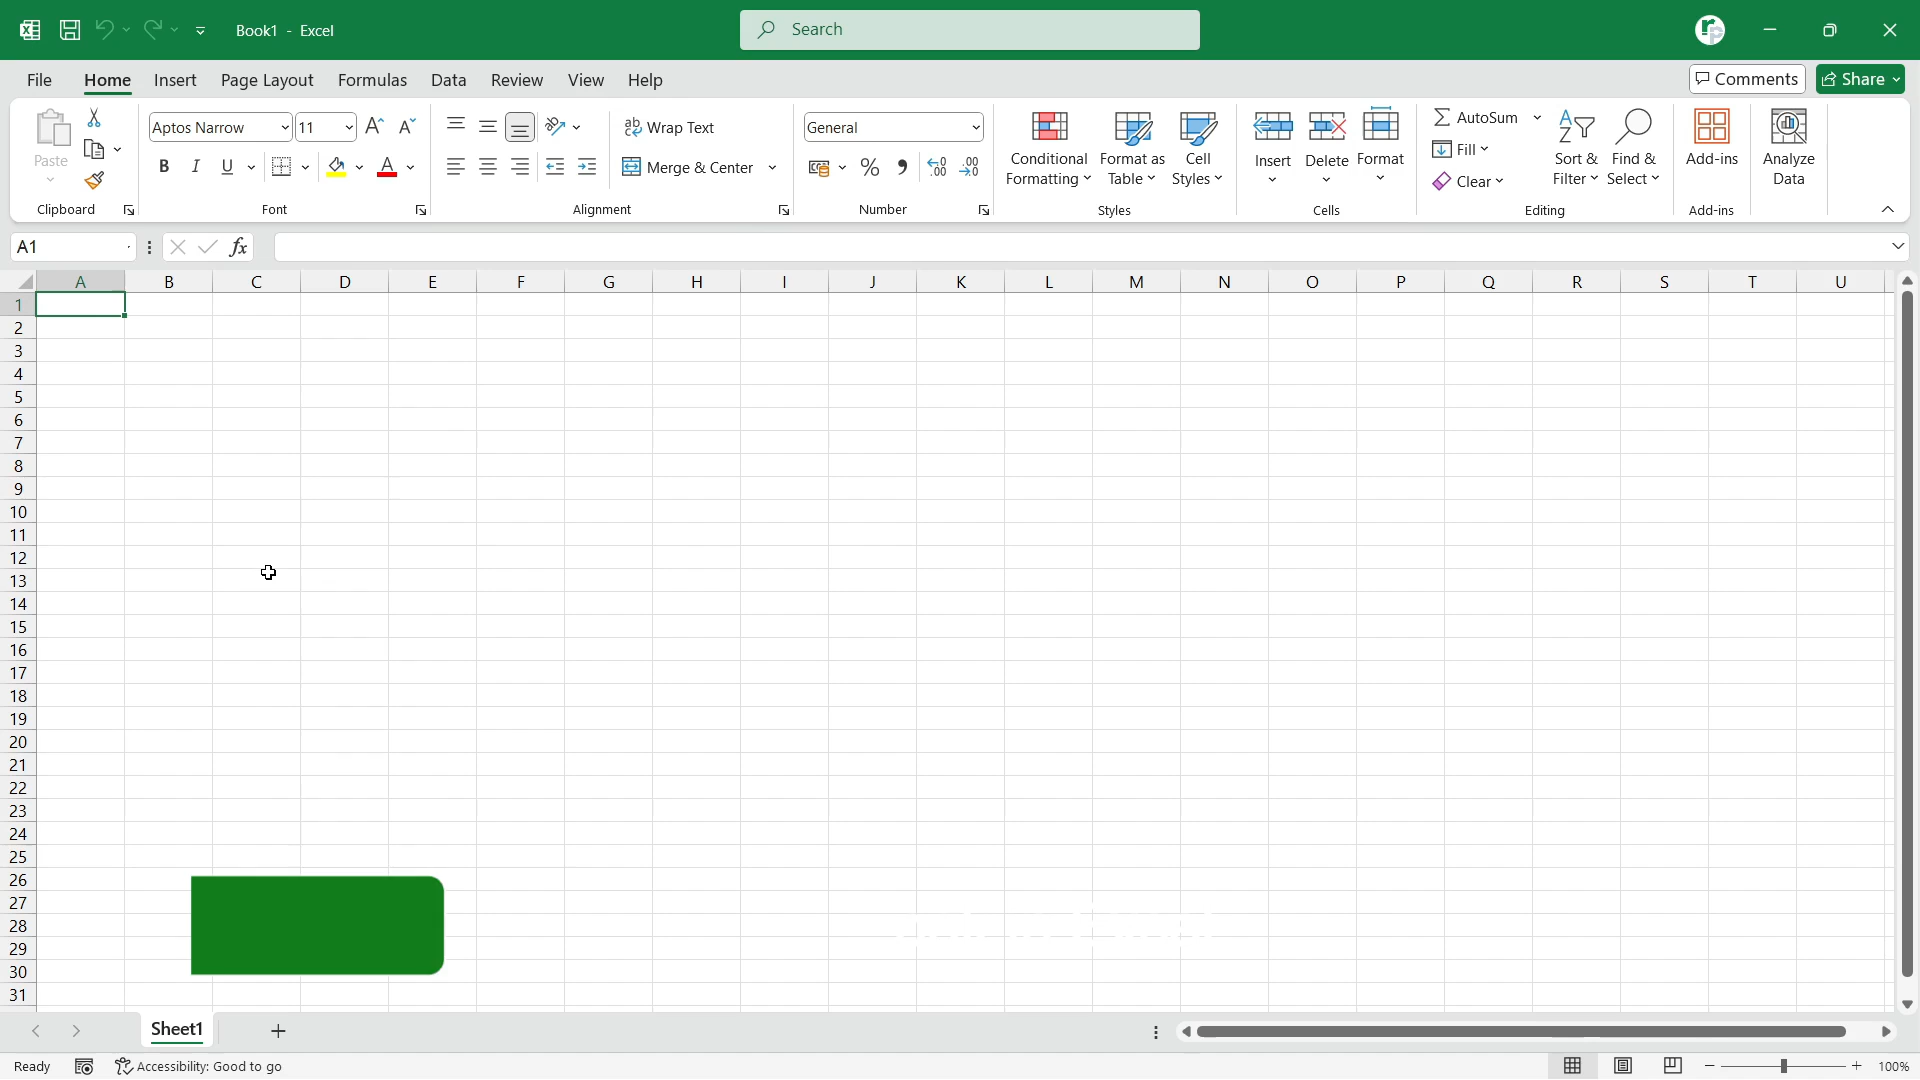 Book1 - Excel
Search
File Home Insert Page Layout Formulas Data Review View Help
Comments Share
Paste
Clipboard
Aptos Narrow 11
B I U A
Font
Wrap Text
Merge & Center
Alignment
General
Number
Conditional Formatting
Format as Table
Cell Styles
Styles
Insert
Delete
Format
Cells
AutoSum
Fill
Clear
Sort & Filter
Find & Select
Editing
Add-ins
Add-ins
Analyze Data
A1 fx
A B C D E F G H I J K L M N O P Q R S T U
1
2
3
4
5
6
7
8
9
10
11
12
13
14
15
16
17
18
19
20
21
22
23
24
25
26
27
28
29
30
31
Sheet1
Ready Accessibility: Good to go 100%